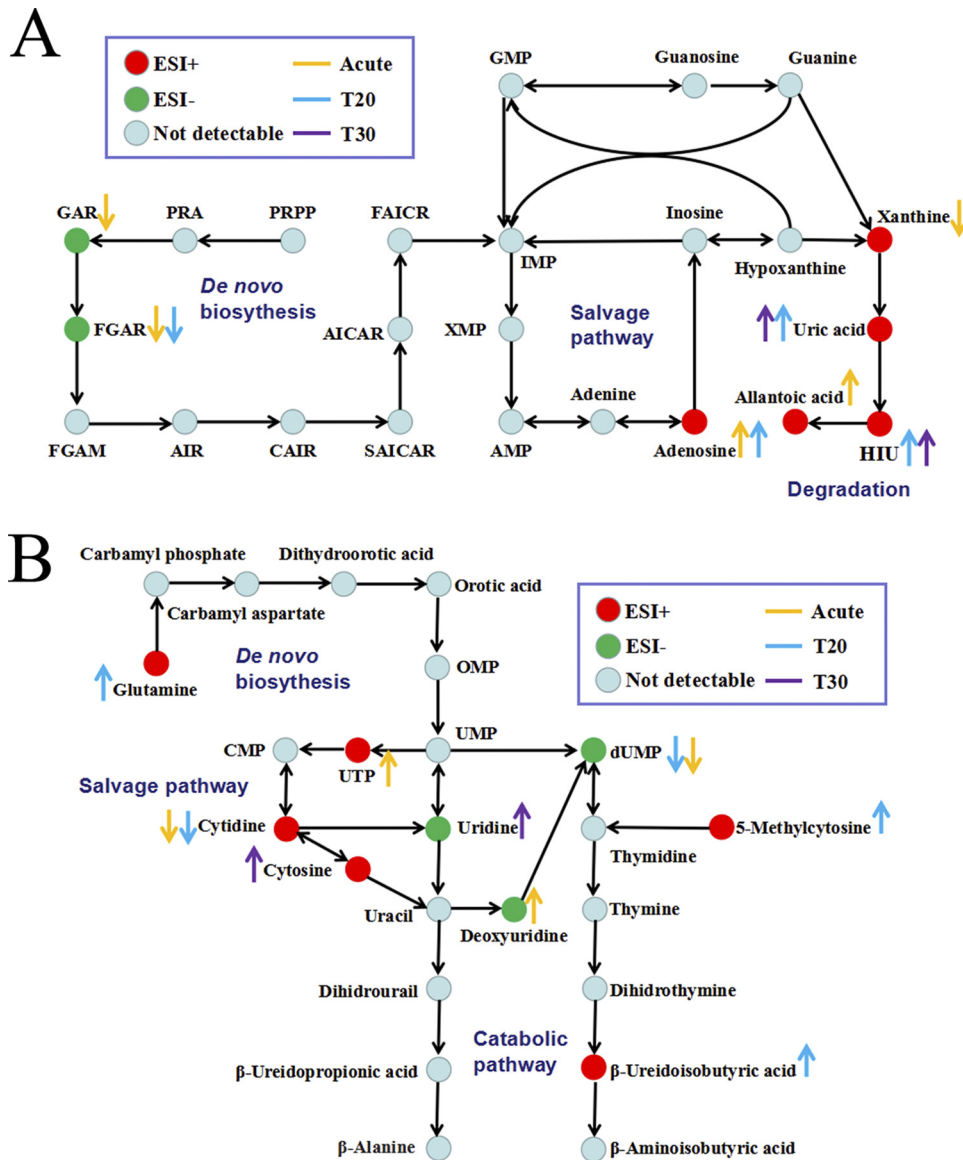 A
ESI+
Acute
ESI-
T20
Not detectable
T30
GMP
Guanosine
Guanine
GAR
PRA
PRPP
FAICR
Inosine
Xanthine
IMP
Hypoxanthine
De novo
biosythesis
FGAR
AICAR
XMP
Salvage
pathway
Uric acid
Adenine
Allantoic acid
FGAM
AIR
CAIR
SAICAR
AMP
Adenosine
HIU
Degradation
B
Carbamyl phosphate
Dithydroorotic acid
Orotic acid
Carbamyl aspartate
ESI+
Acute
ESI-
T20
Not detectable
T30
De novo
biosythesis
Glutamine
OMP
UMP
CMP
UTP
dUMP
Salvage pathway
Cytidine
Uridine
5-Methylcytosine
Thymidine
Cytosine
Uracil
Deoxyuridine
Thymine
Dihidrourail
Dihidrothymine
Catabolic
pathway
β-Ureidopropionic acid
β-Ureidoisobutyric acid
β-Alanine
β-Aminoisobutyric acid